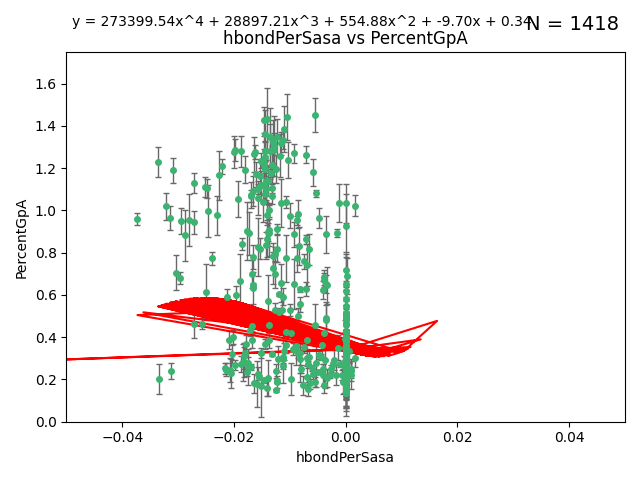 y = 273399.54x^4 + 28897.21x^3 + 554.88x^2 + -9.70x + 0.34
N = 1418
hbondPerSasa vs PercentGpA
1.6
1.4
1.2
1.0
0.8
0.6
0.4
0.2
0.0
PercentGpA
−0.04 −0.02 0.00 0.02 0.04
hbondPerSasa